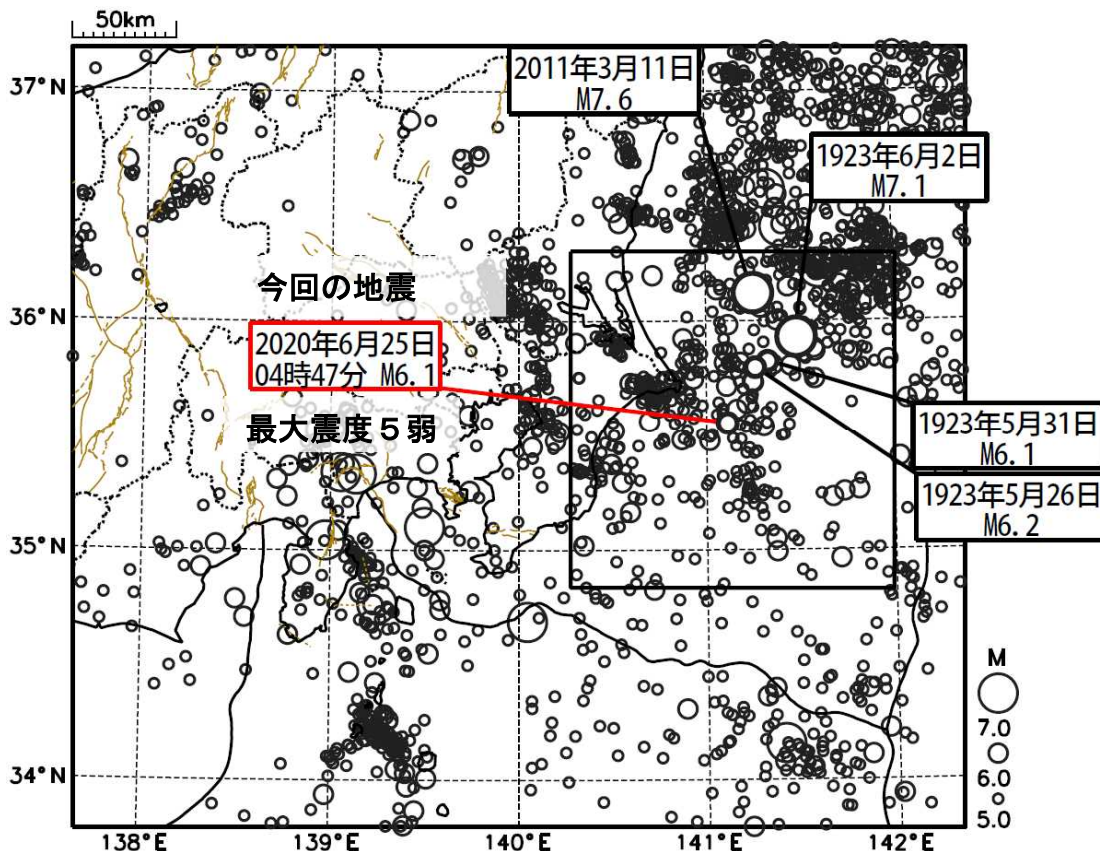 50km
37°N
36°N
35°N
34°N
138°E
139°E
140°E
141°E
142°E
2011年3月11日
M7.6
1923年6月2日
M7.1
今回の地震
2020年6月25日
04時47分 M6.1
最大震度５弱
1923年5月31日
M6.1
1923年5月26日
M6.2
M
7.0
6.0
5.0